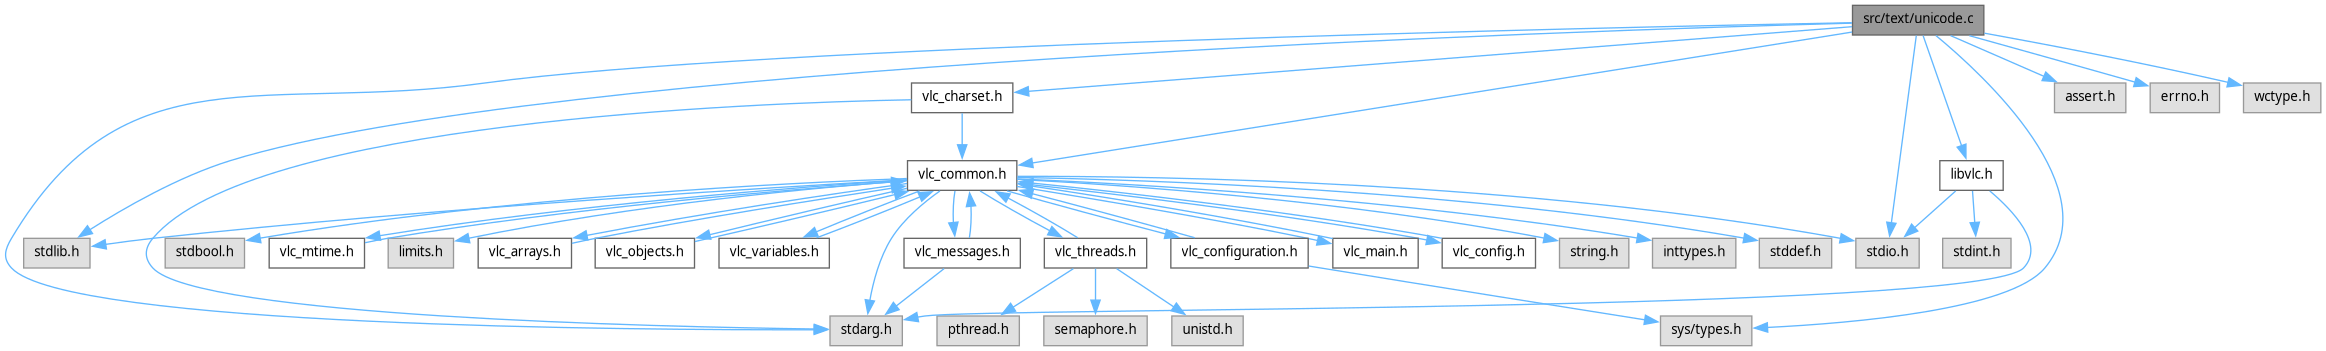 src/text/unicode.c
vlc_charset.h
assert.h
errno.h
wctype.h
vlc_common.h
libvlc.h
stdlib.h
stdbool.h
vlc_mtime.h
limits.h
vlc_arrays.h
vlc_objects.h
vlc_variables.h
vlc_messages.h
vlc_threads.h
vlc_configuration.h
vlc_main.h
vlc_config.h
string.h
inttypes.h
stddef.h
stdio.h
stdint.h
stdarg.h
pthread.h
semaphore.h
unistd.h
sys/types.h